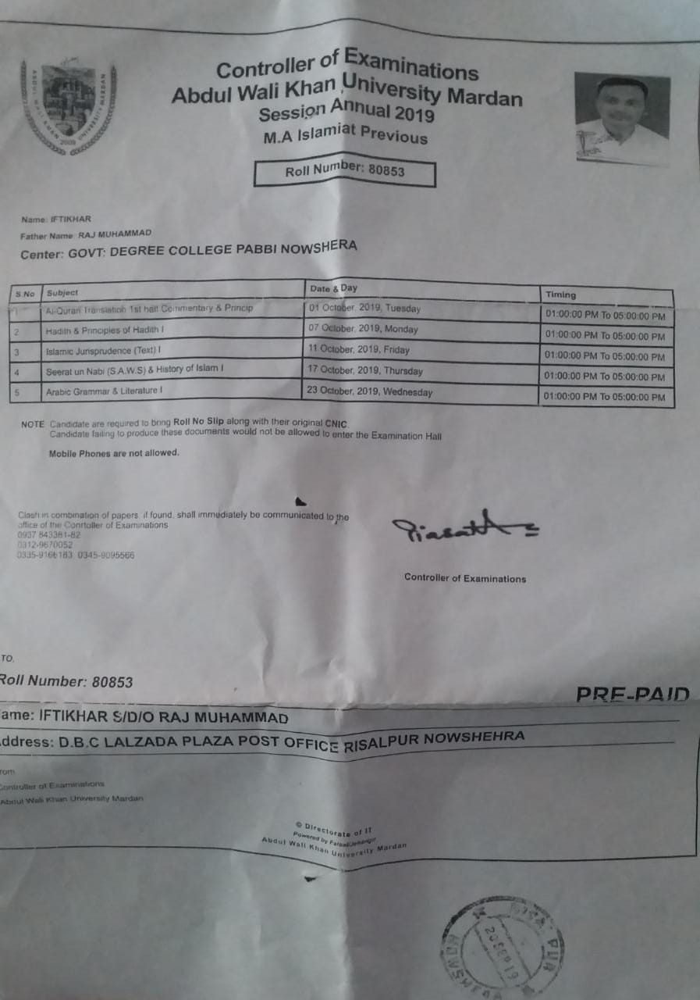 Controller of Examinations
Abdul Wali Khan University Mardan
Session Annual 2019
M.A Islamiat Previous
Roll Number: 80853
ABDUL WALI KHAN UNIVERSITY MARDAN
2009
Name: IFTIKHAR
Father Name: RAJ MUHAMMAD
Center: GOVT: DEGREE COLLEGE PABBI NOWSHERA
S.No Subject Date & Day Timing
1 Al-Quran Translation 1st half Commentary & Princip 01 October, 2019, Tuesday 01:00:00 PM To 05:00:00 PM
2 Hadith & Principles of Hadith I 07 October, 2019, Monday 01:00:00 PM To 05:00:00 PM
3 Islamic Jurisprudence (Text) I 11 October, 2019, Friday 01:00:00 PM To 05:00:00 PM
4 Seerat un Nabi (S.A.W.S) & History of Islam I 17 October, 2019, Thursday 01:00:00 PM To 05:00:00 PM
5 Arabic Grammar & Literature I 23 October, 2019, Wednesday 01:00:00 PM To 05:00:00 PM
NOTE Candidate are required to bring Roll No Slip along with their original CNIC.
Candidate failing to produce these documents would not be allowed to enter the Examination Hall
Mobile Phones are not allowed.
Clash in combination of papers, if found, shall immediately be communicated to the
office of the Conrtoller of Examinations
0937 843381-82
0312-9670052
0335-9166183, 0345-9095566
Controller of Examinations
TO,
Roll Number: 80853
PRE-PAID
ame: IFTIKHAR S/D/O RAJ MUHAMMAD
ddress: D.B.C LALZADA PLAZA POST OFFICE RISALPUR NOWSHEHRA
rom
Controller of Examinations
Abdul Wali Khan University Mardan
© Directorate of IT
Powered by Jehangir
Abdul Wali Khan University Mardan
20 SEP 19